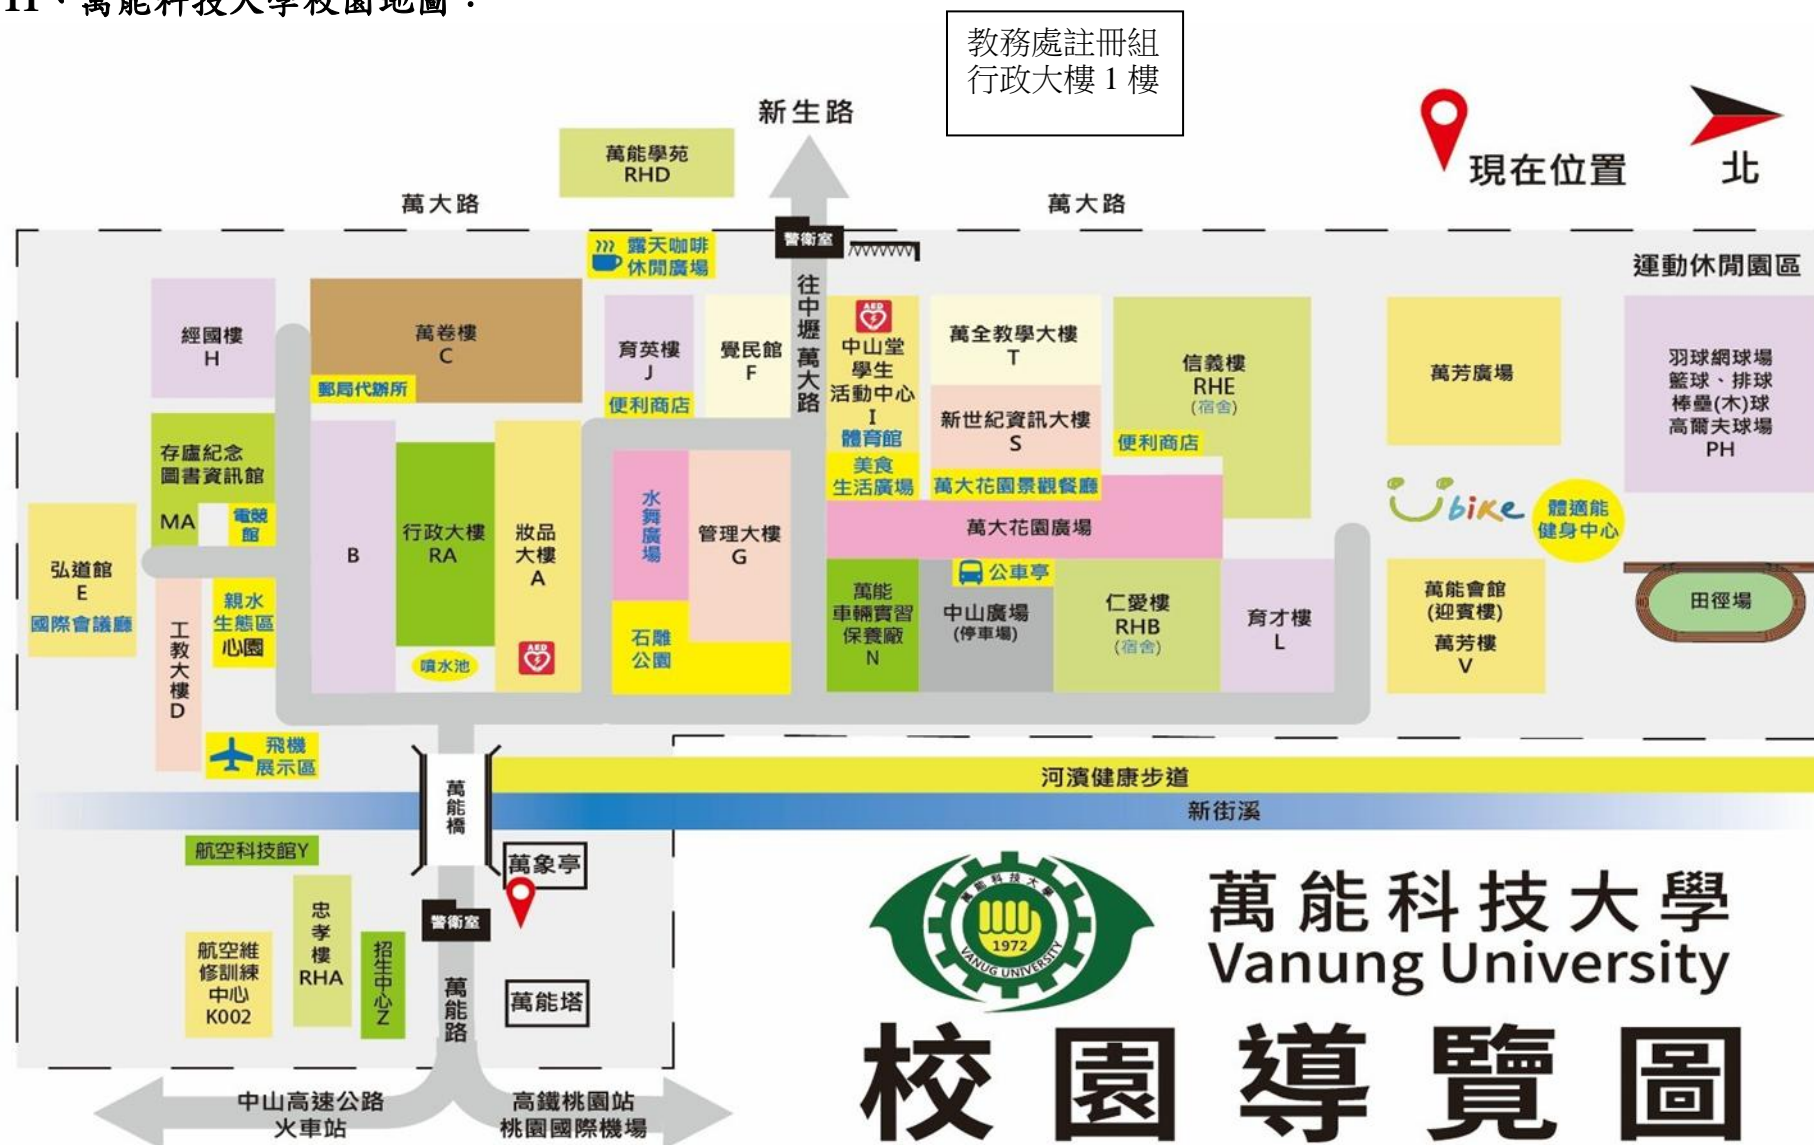 11、萬能科技大學校園地圖：
教務處註冊組
行政大樓 1 樓
新生路
現在位置
北
萬能學苑
RHD
萬大路
萬大路
警衛室
露天咖啡
休閒廣場
運動休閒園區
經國樓
H
萬卷樓
C
郵局代辦所
育英樓
J
便利商店
覺民館
F
往中壢 萬大路
AED
中山堂
學生
活動中心
I
體育館
美食
生活廣場
萬全教學大樓
T
新世紀資訊大樓
S
萬大花園景觀餐廳
信義樓
RHE
(宿舍)
便利商店
萬芳廣場
羽球網球場
籃球、排球
棒壘(木)球
高爾夫球場
PH
存廬紀念
圖書資訊館
MA
電競
館
弘道館
E
國際會議廳
工教大樓D
親水
生態區
心園
B
行政大樓
RA
噴水池
妝品
大樓
A
AED
水舞廣場
管理大樓
G
石雕
公園
萬大花園廣場
萬能
車輛實習
保養廠
N
公車亭
中山廣場
(停車場)
仁愛樓
RHB
(宿舍)
育才樓
L
Ubike
體適能
健身中心
萬能會館
(迎賓樓)
萬芳樓
V
田徑場
飛機
展示區
萬能橋
河濱健康步道
新街溪
航空科技館Y
萬象亭
警衛室
忠孝樓
RHA
航空維
修訓練
中心
K002
招生中心Z
萬能路
萬能塔
中山高速公路
火車站
高鐵桃園站
桃園國際機場
萬能科技大學
1972
VANUG UNIVERSITY
萬能科技大學
Vanung University
校園導覽圖